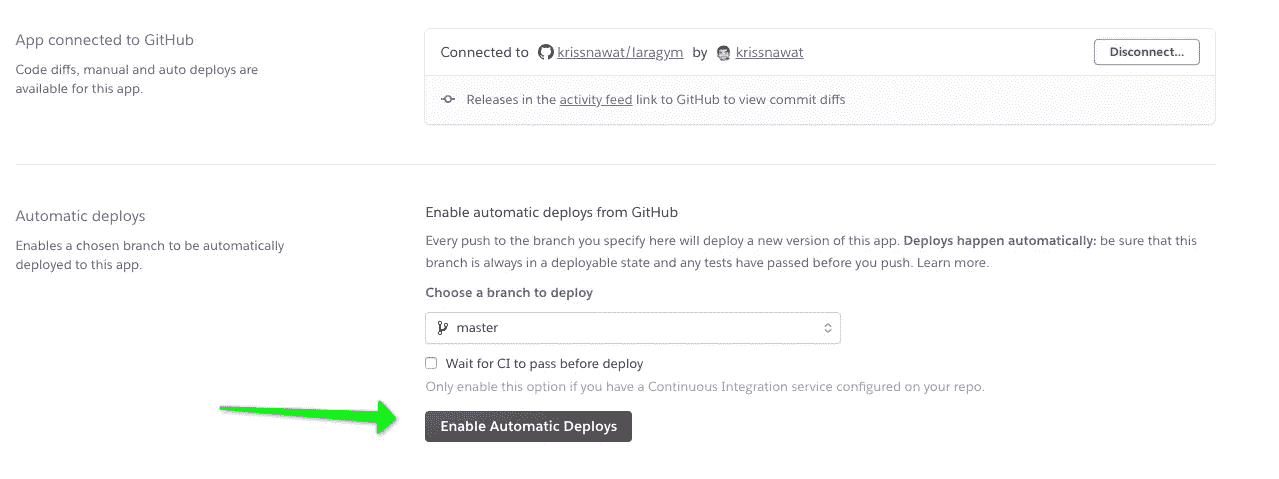 App connected to GitHub
Code diffs, manual and auto deploys are
available for this app.
Connected to krissnawat/laragym by krissnawat
Disconnect...
Releases in the activity feed link to GitHub to view commit diffs
Automatic deploys
Enables a chosen branch to be automatically
deployed to this app.
Enable automatic deploys from GitHub
Every push to the branch you specify here will deploy a new version of this app. Deploys happen automatically: be sure that this
branch is always in a deployable state and any tests have passed before you push. Learn more.
Choose a branch to deploy
master
Wait for CI to pass before deploy
Only enable this option if you have a Continuous Integration service configured on your repo.
Enable Automatic Deploys